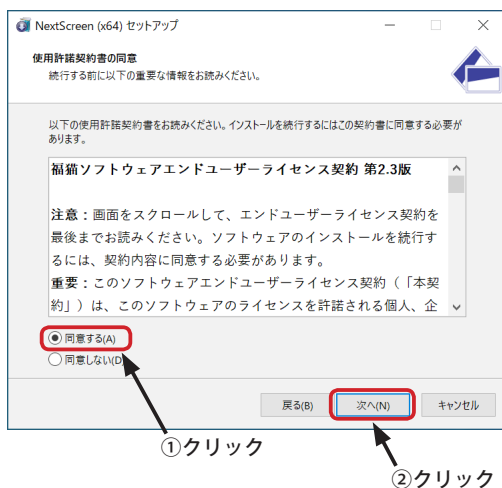 NextScreen (x64) セットアップ
使用許諾契約書の同意
続行する前に以下の重要な情報をお読みください。
以下の使用許諾契約書をお読みください。インストールを続行するにはこの契約書に同意する必要が
あります。
福猫ソフトウェアエンドユーザーライセンス契約 第2.3版
注意：画面をスクロールして、エンドユーザーライセンス契約を
最後までお読みください。ソフトウェアのインストールを続行す
るには、契約内容に同意する必要があります。
重要：このソフトウェアエンドユーザーライセンス契約（「本契
約」）は、このソフトウェアのライセンスを許諾される個人、企
同意する(A)
同意しない(D)
戻る(B)
次へ(N)
キャンセル
①クリック
②クリック